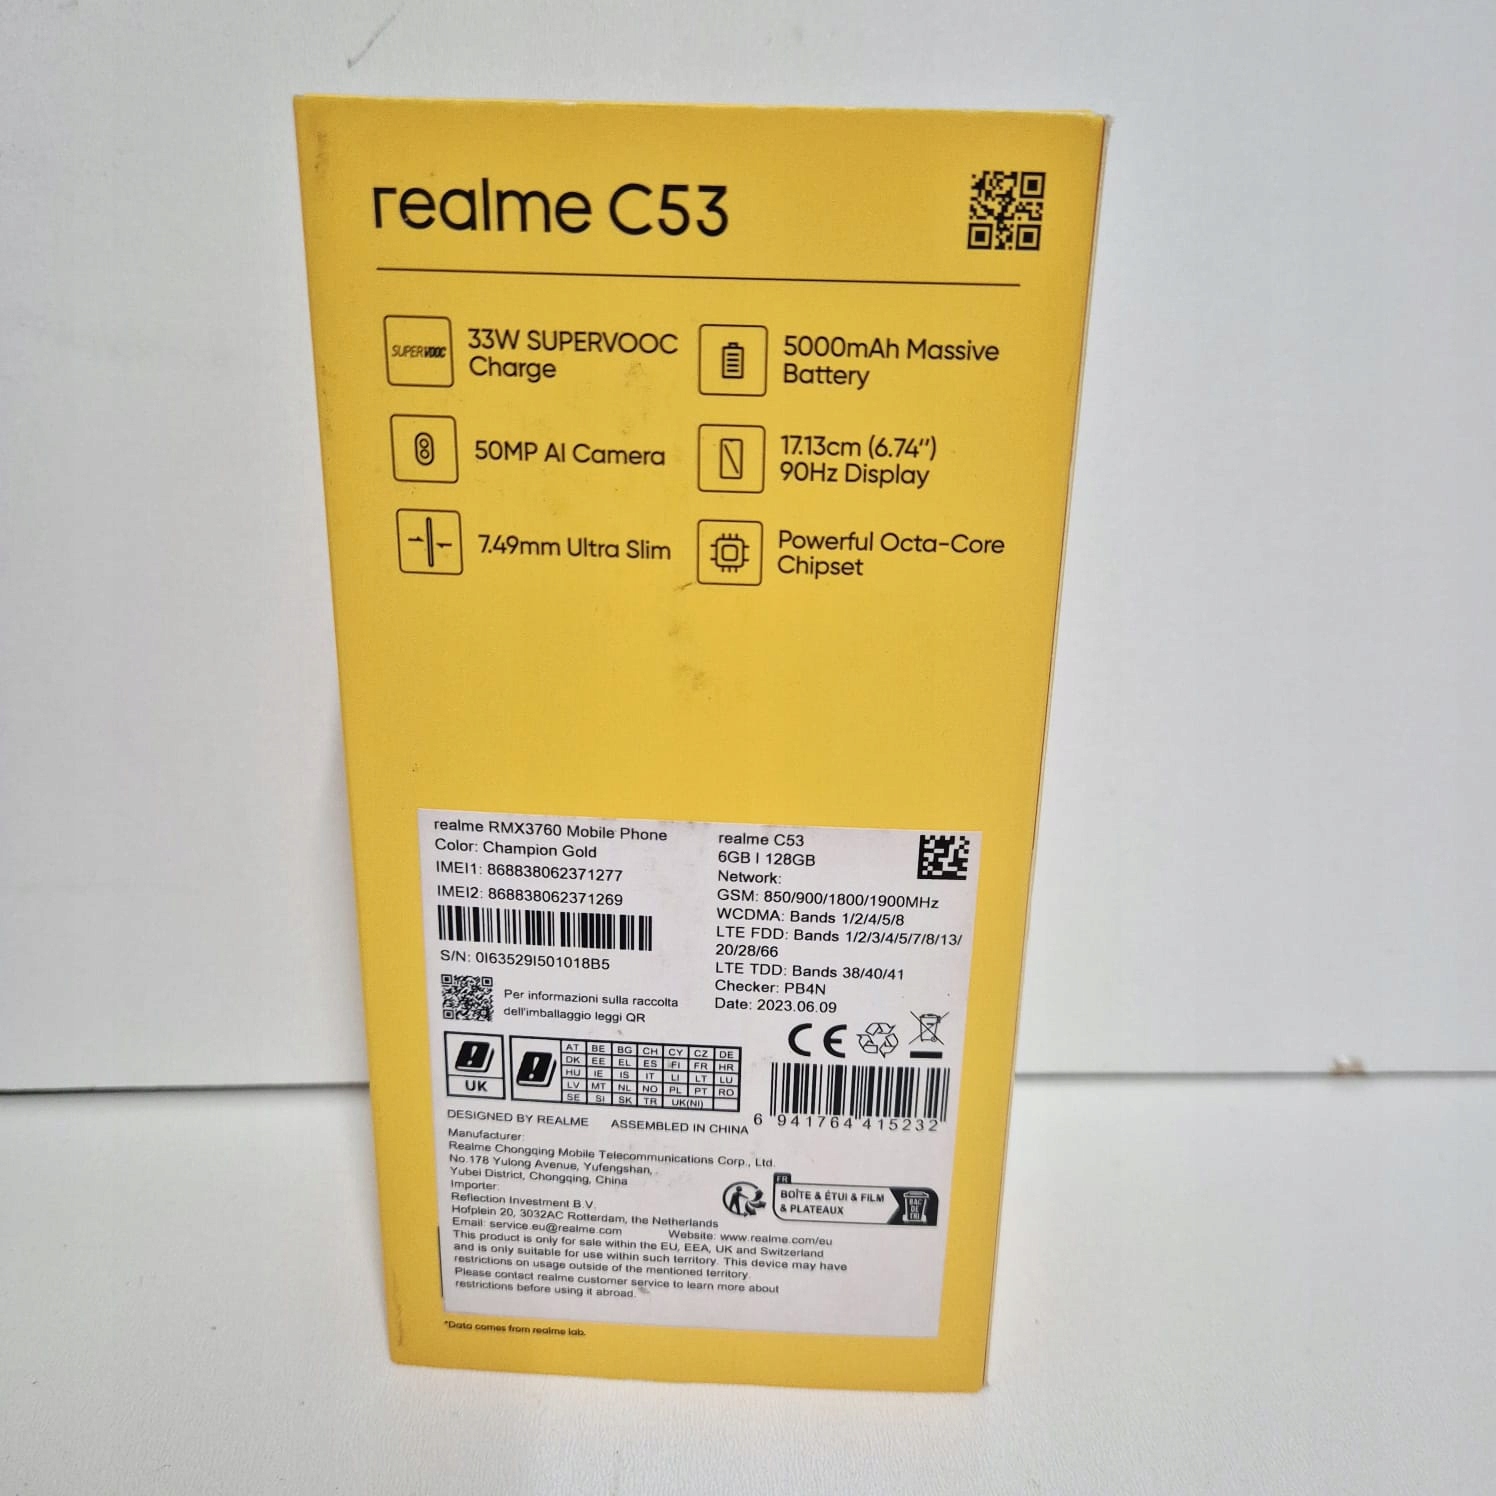 realme C53
SUPERVOOC
33W SUPERVOOC
Charge
5000mAh Massive
Battery
50MP AI Camera
17.13cm (6.74")
90Hz Display
7.49mm Ultra Slim
Powerful Octa-Core
Chipset
realme RMX3760 Mobile Phone
Color: Champion Gold
IMEI1: 868838062371277
IMEI2: 868838062371269
S/N: 0I63529I501018B5
Per informazioni sulla raccolta
dell'imballaggio leggi QR
realme C53
6GB I 128GB
Network:
GSM: 850/900/1800/1900MHz
WCDMA: Bands 1/2/4/5/8
LTE FDD: Bands 1/2/3/4/5/7/8/13/
20/28/66
LTE TDD: Bands 38/40/41
Checker: PB4N
Date: 2023.06.09
CE
UK
AT BE BG CH CY CZ DE
DK EE EL ES FI FR HR
HU IE IS IT LI LT LU
LV MT NL NO PL PT RO
SE SI SK TR UK(NI)
6 941764 415232
DESIGNED BY REALME ASSEMBLED IN CHINA
Manufacturer:
Realme Chongqing Mobile Telecommunications Corp., Ltd.
No.178 Yulong Avenue, Yufengshan,
Yubei District, Chongqing, China
Importer:
Reflection Investment B.V.
Hofplein 20, 3032AC Rotterdam, the Netherlands
Email: service.eu@realme.com Website: www.realme.com/eu
This product is only for sale within the EU, EEA, UK and Switzerland
and is only suitable for use within such territory. This device may have
restrictions on usage outside of the mentioned territory.
Please contact realme customer service to learn more about
restrictions before using it abroad.
FR
BOÎTE & ÉTUI & FILM
& PLATEAUX
BAC
DE
TRI
*Data comes from realme lab.